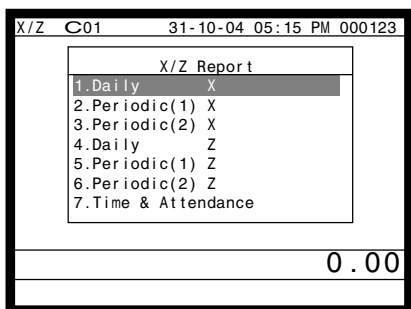 X/Z C01 31-10-04 05:15 PM 000123
X/Z Report
1.Daily X
2.Periodic(1) X
3.Periodic(2) X
4.Daily Z
5.Periodic(1) Z
6.Periodic(2) Z
7.Time & Attendance
0.00